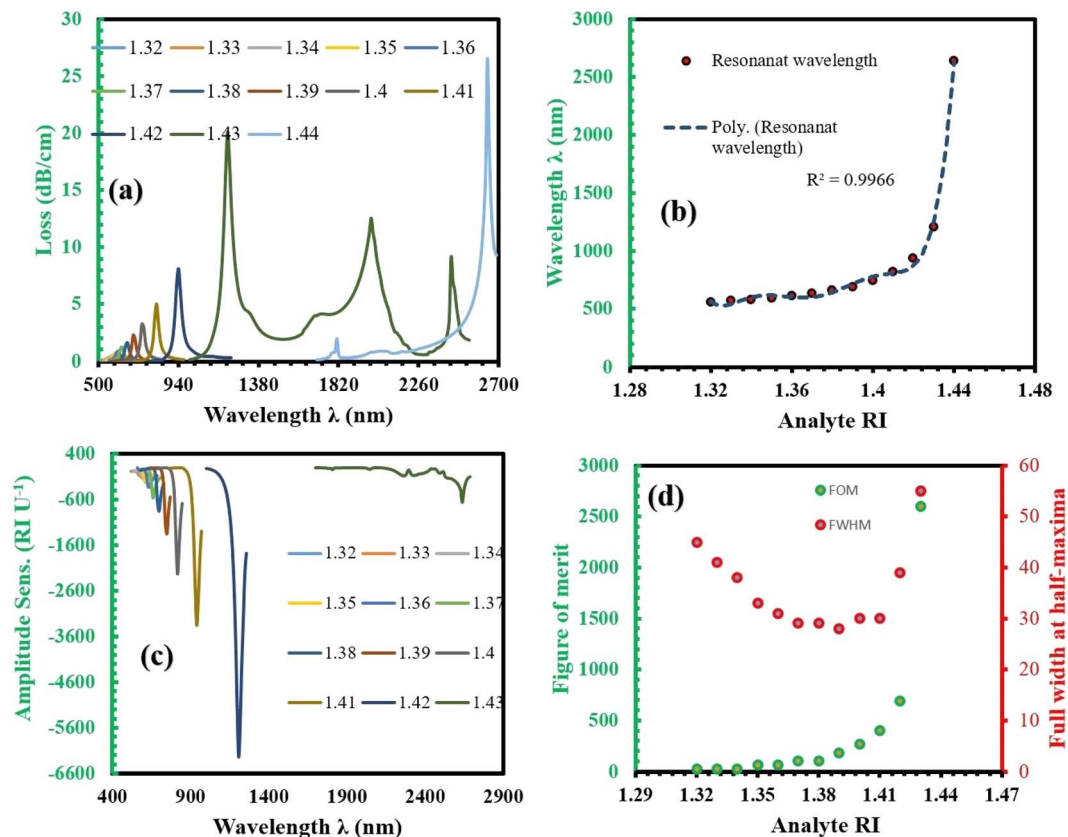 30
25
20
15
10
5
0
1.32 1.33 1.34 1.35 1.36
1.37 1.38 1.39 1.4 1.41
1.42 1.43 1.44
(a)
Loss (dB/cm)
500 940 1380 1820 2260 2700
Wavelength λ (nm)
3000
2500
2000
1500
1000
500
0
Resonanat wavelength
Poly. (Resonanat
wavelength)
R² = 0.9966
(b)
Wavelength λ (nm)
1.28 1.32 1.36 1.4 1.44 1.48
Analyte RI
400
-600
-1600
-2600
-3600
-4600
-5600
-6600
1.32 1.33 1.34
1.35 1.36 1.37
1.38 1.39 1.4
1.41 1.42 1.43
(c)
Amplitude Sens. (RI U⁻¹)
400 900 1400 1900 2400 2900
Wavelength λ (nm)
3000
2500
2000
1500
1000
500
0
FOM
FWHM
(d)
Figure of merit
60
50
40
30
20
10
0
Full width at half-maxima
1.29 1.32 1.35 1.38 1.41 1.44 1.47
Analyte RI